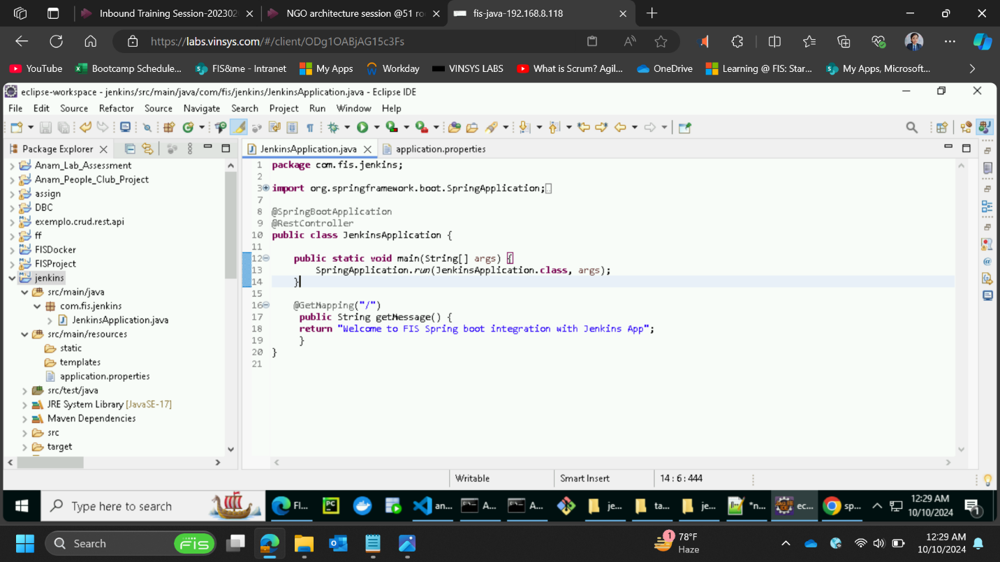 Inbound Training Session-202302
NGO architecture session @51 ro
fis-java-192.168.8.118
https://labs.vinsys.com/#/client/ODg1OABjAG15c3Fs
YouTube
Bootcamp Schedule...
FIS&me - Intranet
My Apps
Workday
VINSYS LABS
What is Scrum? Agil...
OneDrive
Learning @ FIS: Star...
My Apps, Microsoft...
eclipse-workspace - jenkins/src/main/java/com/fis/jenkins/JenkinsApplication.java - Eclipse IDE
File Edit Source Refactor Source Navigate Search Project Run Window Help
Package Explorer
JenkinsApplication.java
application.properties
Anam_Lab_Assessment
Anam_People_Club_Project
assign
DBC
exemplo.crud.rest.api
ff
FISDocker
FISProject
jenkins
src/main/java
com.fis.jenkins
JenkinsApplication.java
src/main/resources
static
templates
application.properties
src/test/java
JRE System Library [JavaSE-17]
Maven Dependencies
src
target
1 package com.fis.jenkins;
2
3 import org.springframework.boot.SpringApplication;
7
8 @SpringBootApplication
9 @RestController
10 public class JenkinsApplication {
11
12 public static void main(String[] args) {
13 SpringApplication.run(JenkinsApplication.class, args);
14 }
15
16 @GetMapping("/")
17 public String getMessage() {
18 return "Welcome to FIS Spring boot integration with Jenkins App";
19 }
20 }
21
Writable
Smart Insert
14 : 6 : 444
Type here to search
Fl...
PC
an...
A...
A...
je...
ta...
je...
*n...
ec...
sp...
12:29 AM
10/10/2024
1
Search
FIS
1
78°F
Haze
12:29 AM
10/10/2024